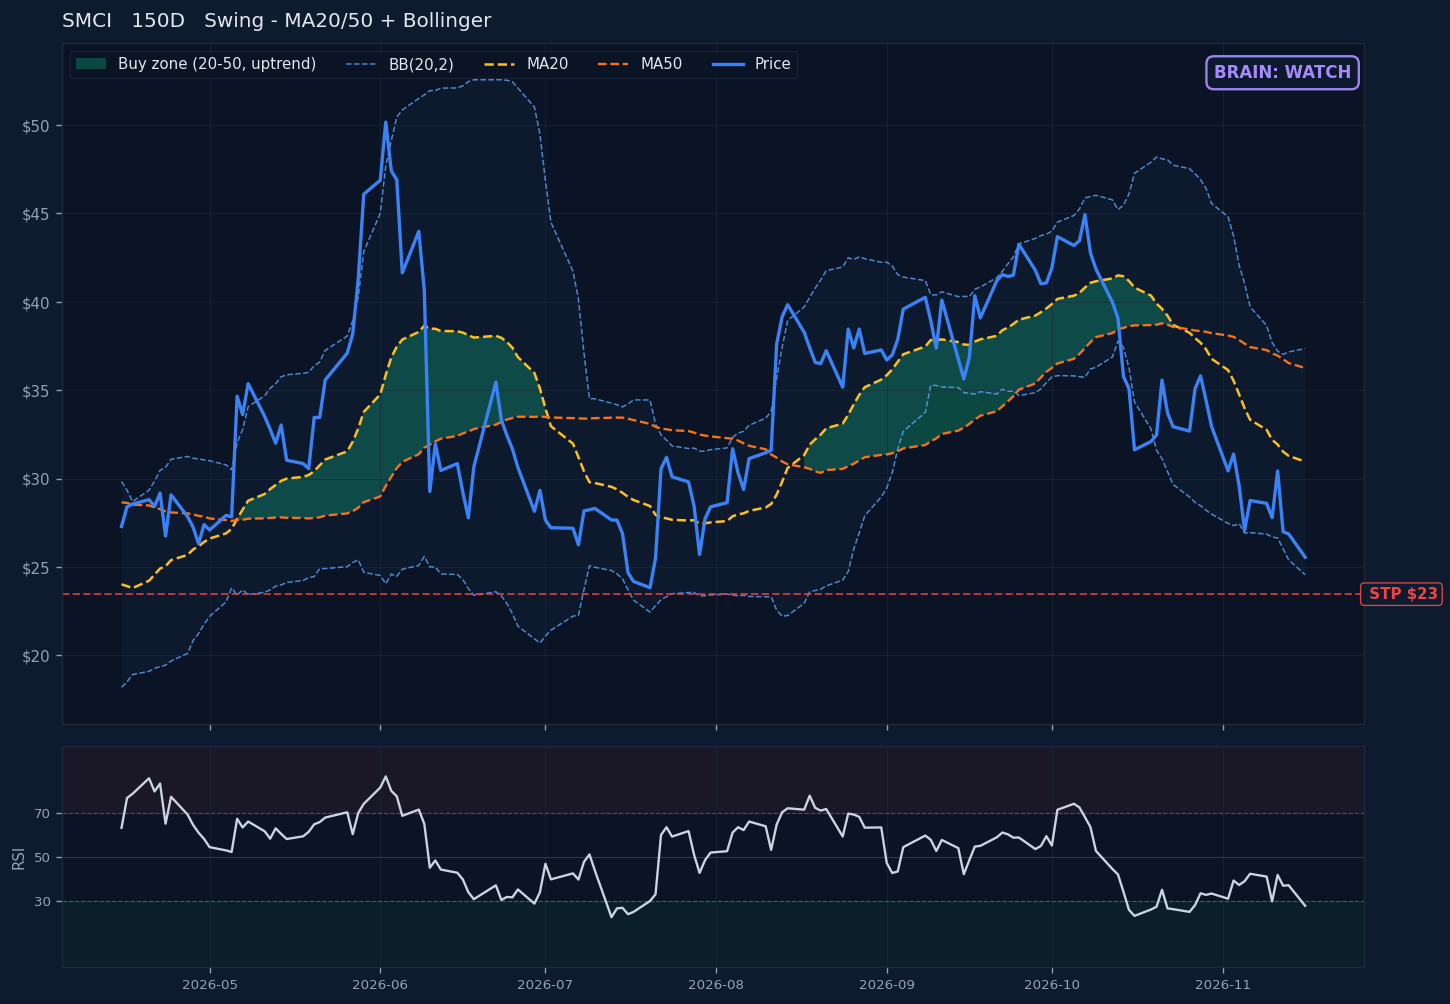 SMCI   150D   Swing - MA20/50 + Bollinger
Buy zone (20-50, uptrend)   BB(20,2)   MA20   MA50   Price
BRAIN: WATCH
$50
$45
$40
$35
$30
$25
STP $23
$20
70
50
30
RSI
2026-05   2026-06   2026-07   2026-08   2026-09   2026-10   2026-11